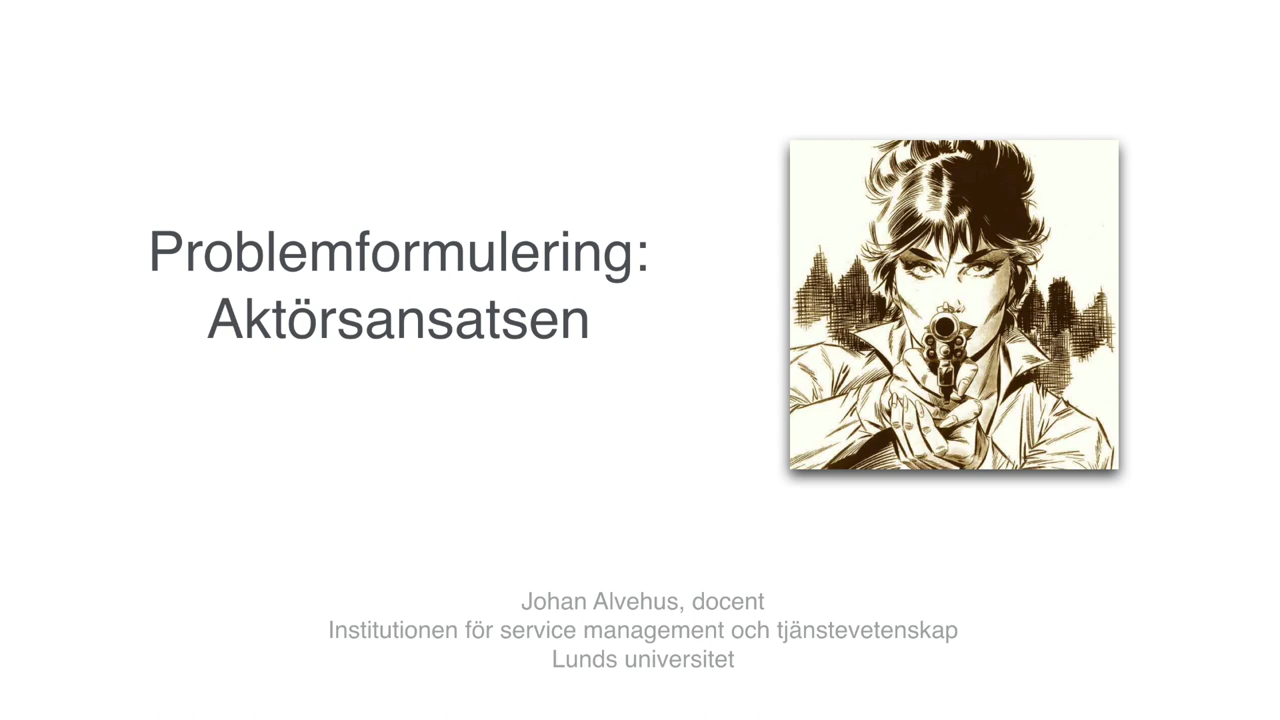 Problemformulering:
Aktörsansatsen
Johan Alvehus, docent
Institutionen för service management och tjänstevetenskap
Lunds universitet